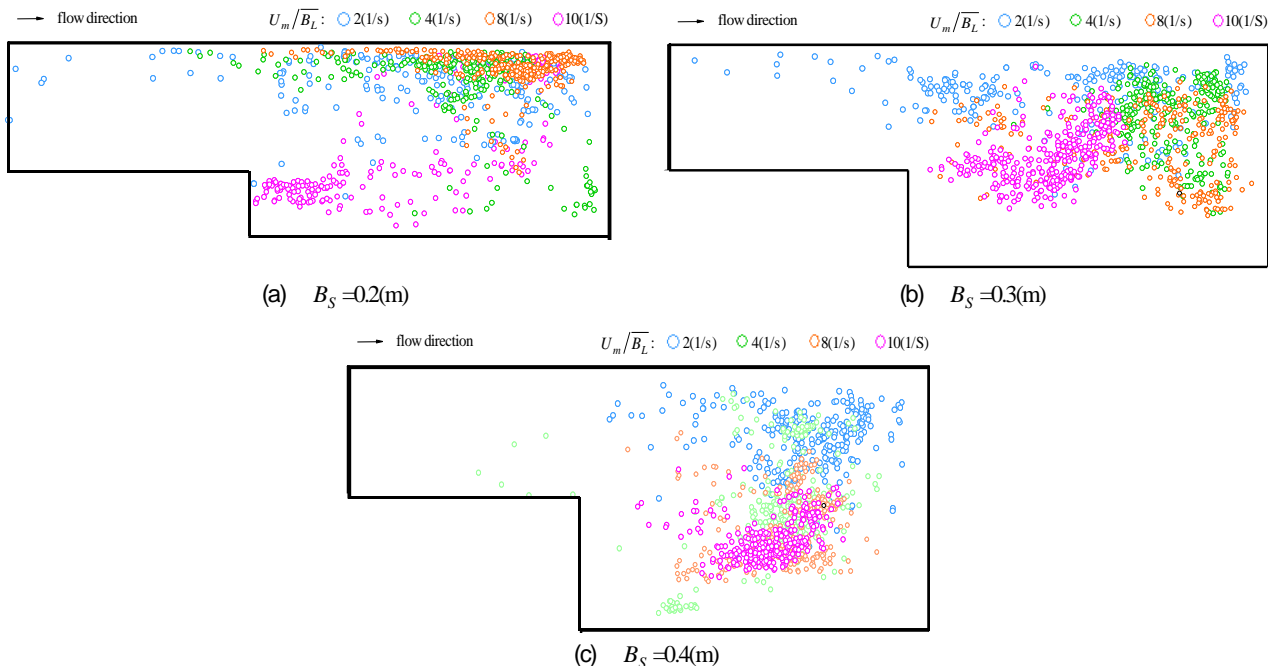 flow direction U_m/B_L: 2(1/s) 4(1/s) 8(1/s) 10(1/S)
flow direction U_m/B_L: 2(1/s) 4(1/s) 8(1/s) 10(1/S)
(a) B_S =0.2(m)
(b) B_S =0.3(m)
flow direction U_m/B_L: 2(1/s) 4(1/s) 8(1/s) 10(1/S)
(c) B_S =0.4(m)